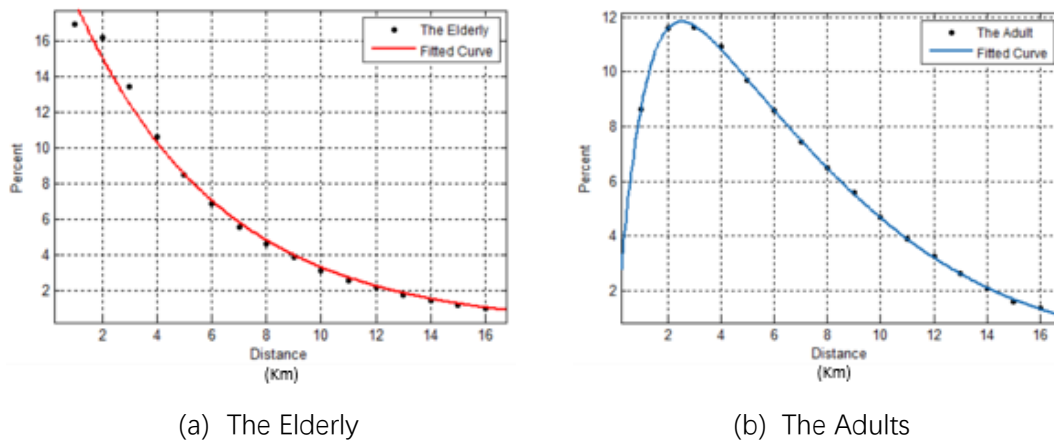 16
14
12
10
8
6
4
2
Percent
The Elderly
Fitted Curve
2 4 6 8 10 12 14 16
Distance
(Km)
(a) The Elderly
12
10
8
6
4
2
Percent
The Adult
Fitted Curve
2 4 6 8 10 12 14 16
Distance
(Km)
(b) The Adults